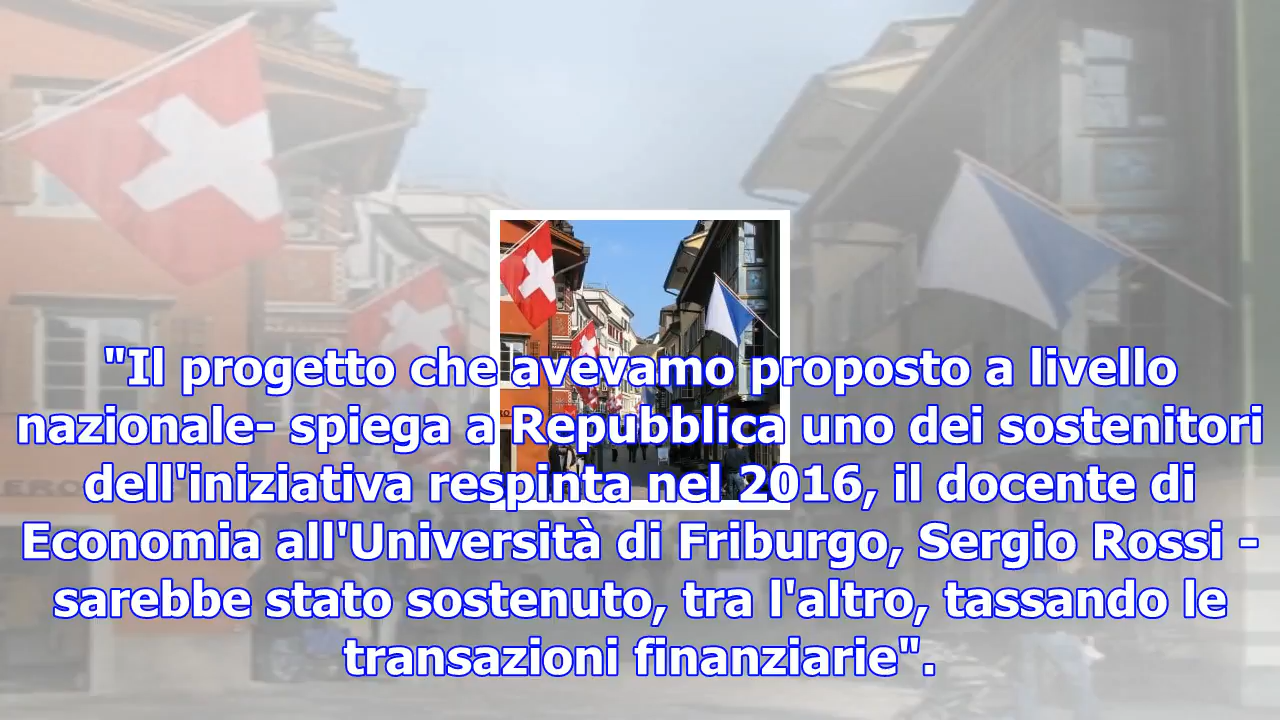 "Il progetto che avevamo proposto a livello
nazionale- spiega a Repubblica uno dei sostenitori
dell'iniziativa respinta nel 2016, il docente di
Economia all'Università di Friburgo, Sergio Rossi -
sarebbe stato sostenuto, tra l'altro, tassando le
transazioni finanziarie".